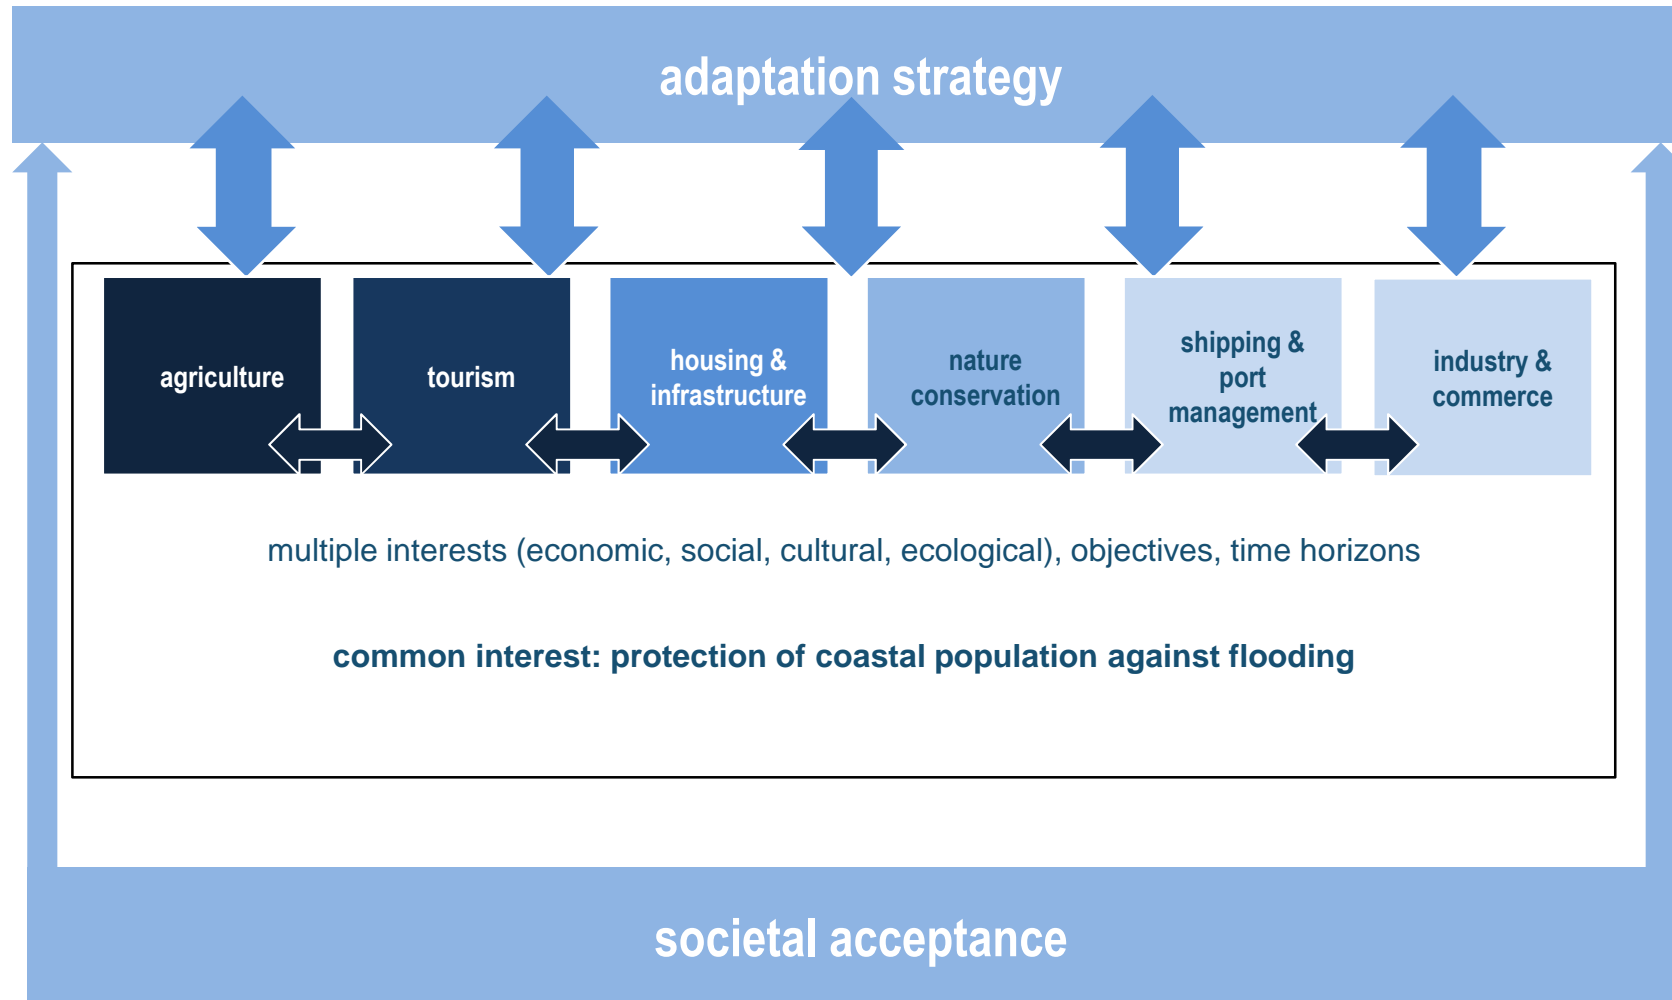 adaptation strategy
agriculture
tourism
housing &
infrastructure
nature
conservation
shipping &
port
management
industry &
commerce
multiple interests (economic, social, cultural, ecological), objectives, time horizons
common interest: protection of coastal population against flooding
societal acceptance